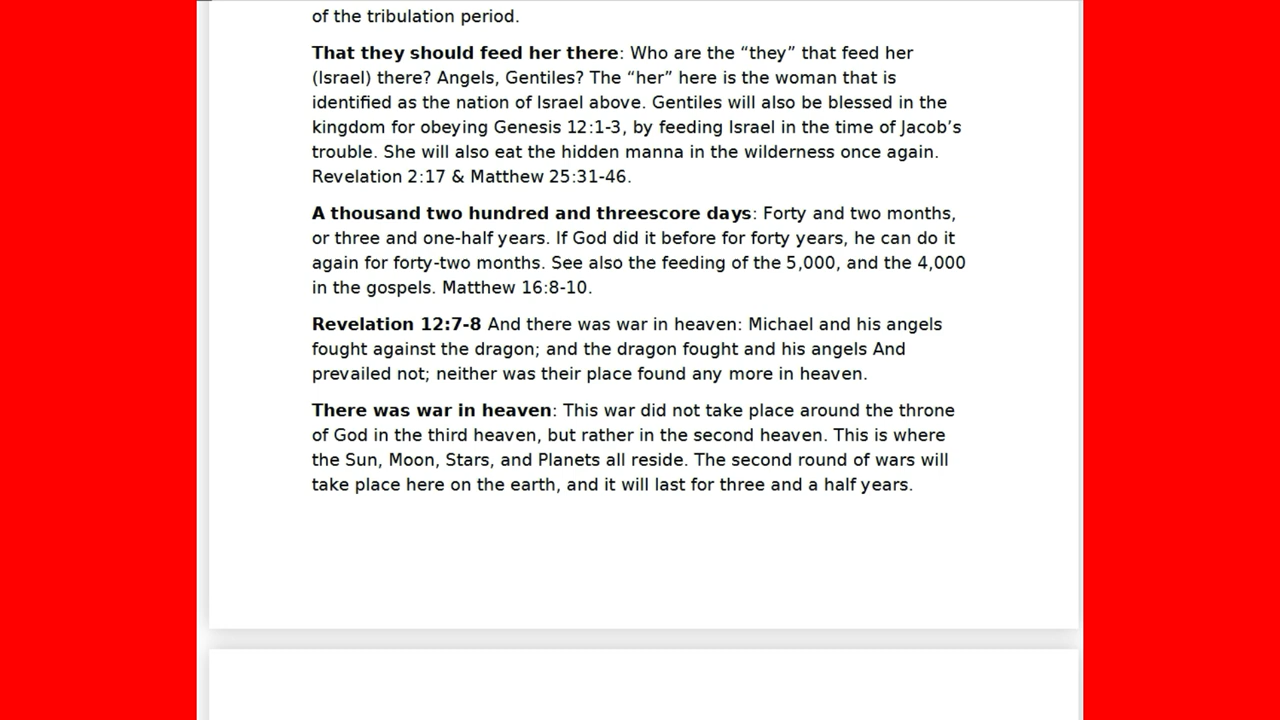 of the tribulation period.
That they should feed her there: Who are the “they” that feed her
(Israel) there? Angels, Gentiles? The “her” here is the woman that is
identified as the nation of Israel above. Gentiles will also be blessed in the
kingdom for obeying Genesis 12:1-3, by feeding Israel in the time of Jacob’s
trouble. She will also eat the hidden manna in the wilderness once again.
Revelation 2:17 & Matthew 25:31-46.
A thousand two hundred and threescore days: Forty and two months,
or three and one-half years. If God did it before for forty years, he can do it
again for forty-two months. See also the feeding of the 5,000, and the 4,000
in the gospels. Matthew 16:8-10.
Revelation 12:7-8 And there was war in heaven: Michael and his angels
fought against the dragon; and the dragon fought and his angels And
prevailed not; neither was their place found any more in heaven.
There was war in heaven: This war did not take place around the throne
of God in the third heaven, but rather in the second heaven. This is where
the Sun, Moon, Stars, and Planets all reside. The second round of wars will
take place here on the earth, and it will last for three and a half years.